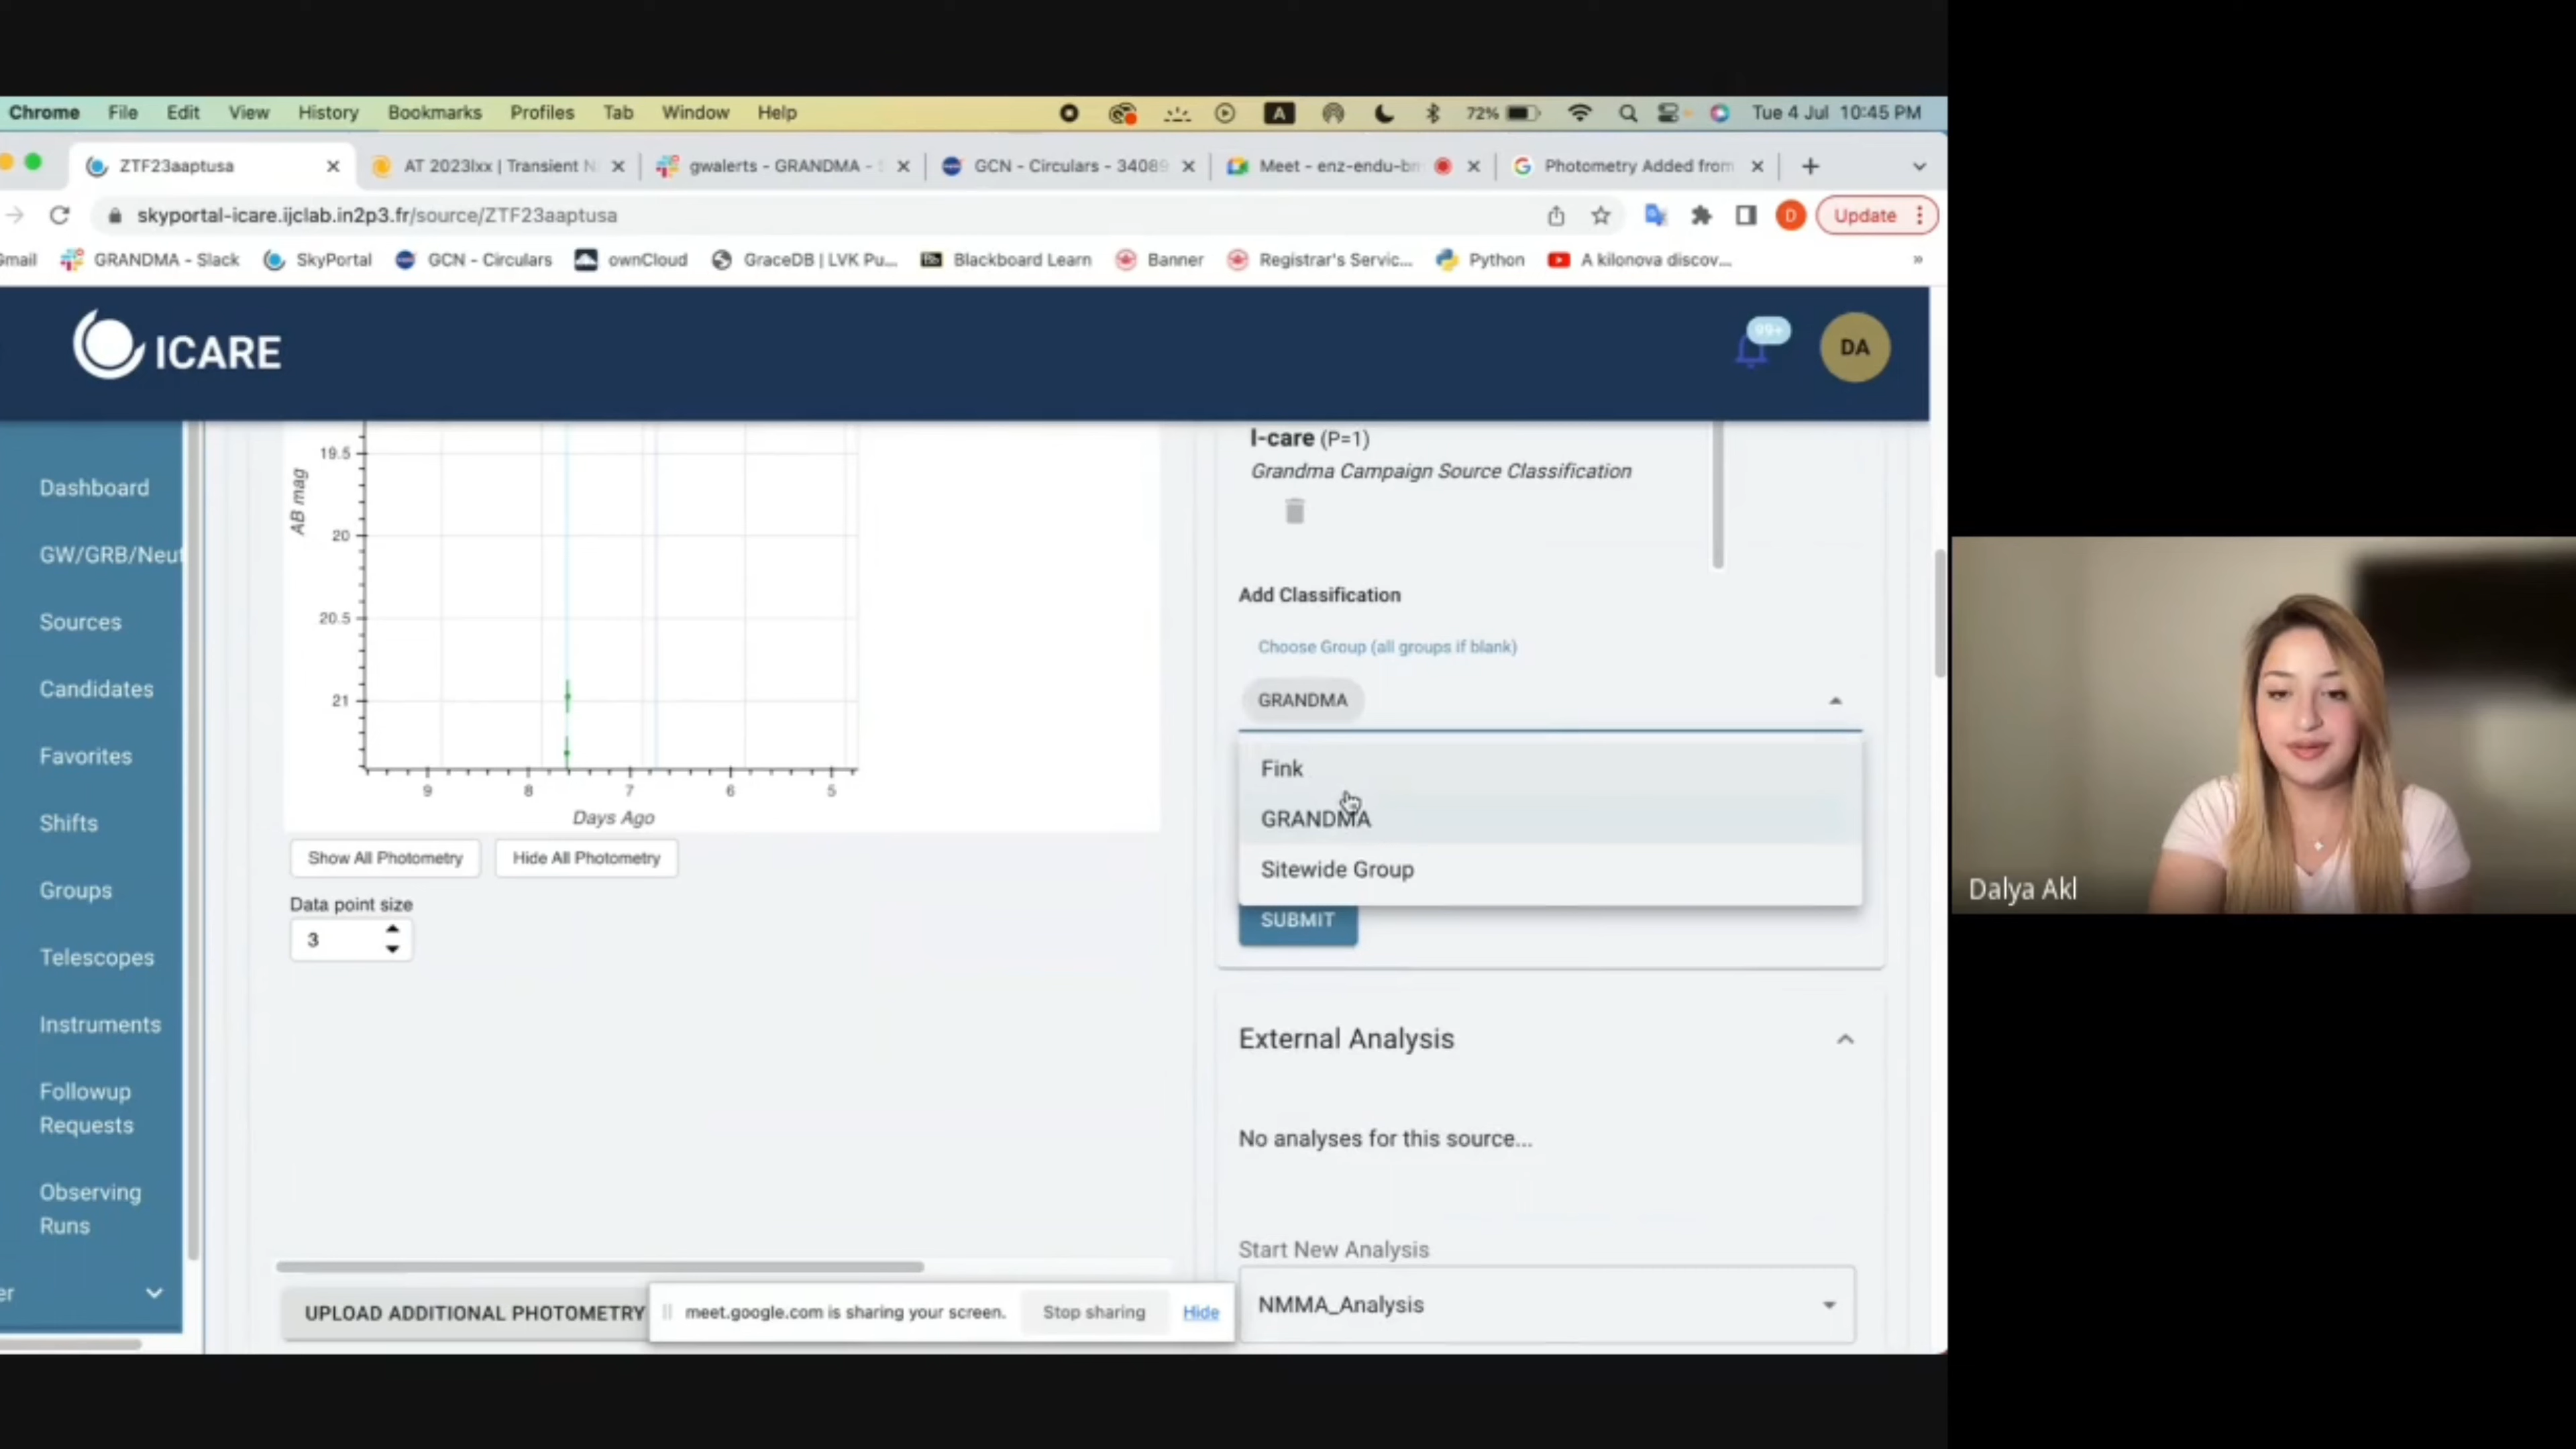 Chrome File Edit View History Bookmarks Profiles Tab Window Help 72% Tue 4 Jul 10:45 PM
ZTF23aaptusa AT 2023lxx | Transient N gwalerts - GRANDMA - GCN - Circulars - 34089 Meet - enz-endu-bn Photometry Added from
skyportal-icare.ijclab.in2p3.fr/source/ZTF23aaptusa D Update
Gmail GRANDMA - Slack SkyPortal GCN - Circulars ownCloud GraceDB | LVK Pu... Blackboard Learn Banner Registrar's Servic... Python A kilonova discov... »
ICARE 99+ DA
Dashboard
GW/GRB/Neut
Sources
Candidates
Favorites
Shifts
Groups
Telescopes
Instruments
Followup
Requests
Observing
Runs
er
AB mag
19.5
20
20.5
21
9 8 7 6 5
Days Ago
Show All Photometry Hide All Photometry
Data point size
3
UPLOAD ADDITIONAL PHOTOMETRY
meet.google.com is sharing your screen. Stop sharing Hide
I-care (P=1)
Grandma Campaign Source Classification
Add Classification
Choose Group (all groups if blank)
GRANDMA
Fink
GRANDMA
Sitewide Group
SUBMIT
External Analysis
No analyses for this source...
Start New Analysis
NMMA_Analysis
Dalya Akl